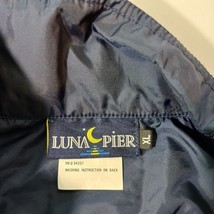 LUNA PIER
XL
WASHING INSTRUCTION ON BACK